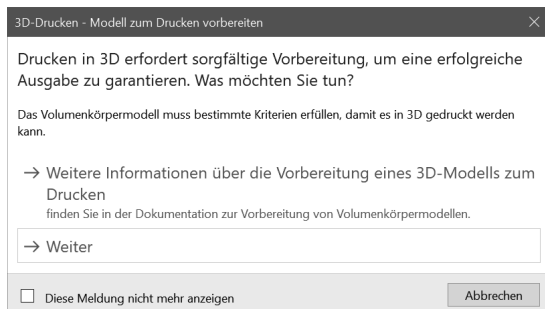 3D-Drucken - Modell zum Drucken vorbereiten
Drucken in 3D erfordert sorgfältige Vorbereitung, um eine erfolgreiche
Ausgabe zu garantieren. Was möchten Sie tun?
Das Volumenkörpermodell muss bestimmte Kriterien erfüllen, damit es in 3D gedruckt werden
kann.
→ Weitere Informationen über die Vorbereitung eines 3D-Modells zum
Drucken
finden Sie in der Dokumentation zur Vorbereitung von Volumenkörpermodellen.
→ Weiter
Diese Meldung nicht mehr anzeigen
Abbrechen